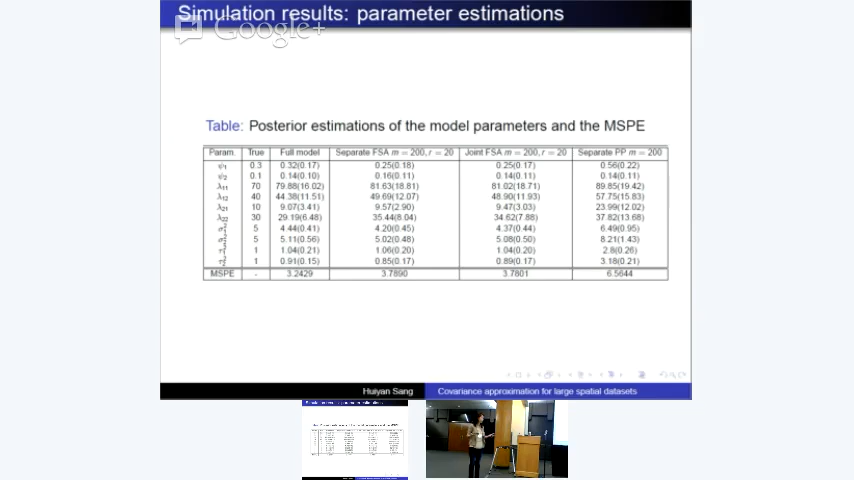 Simulation results: parameter estimations
Google+
Table: Posterior estimations of the model parameters and the MSPE
Param. True Full model Separate FSA m = 200, r = 20 Joint FSA m = 200, r = 20 Separate PP m = 200
ψ₁ 0.3 0.32(0.17) 0.25(0.18) 0.25(0.17) 0.56(0.22)
ψ₂ 0.1 0.14(0.10) 0.16(0.11) 0.14(0.11) 0.14(0.11)
λ₁₁ 70 79.88(16.02) 81.63(18.81) 81.02(18.71) 89.85(19.42)
λ₁₂ 40 44.38(11.51) 49.69(12.07) 48.90(11.93) 57.75(15.83)
λ₂₁ 10 9.07(3.41) 9.57(2.90) 9.47(3.03) 23.99(12.02)
λ₂₂ 30 29.19(6.48) 35.44(8.04) 34.62(7.88) 37.82(13.68)
σ₁² 5 4.44(0.41) 4.20(0.45) 4.37(0.44) 6.49(0.95)
σ₂² 5 5.11(0.56) 5.02(0.48) 5.08(0.50) 8.21(1.43)
τ₁² 1 1.04(0.21) 1.06(0.20) 1.04(0.20) 2.8(0.26)
τ₂² 1 0.91(0.15) 0.85(0.17) 0.89(0.17) 3.18(0.21)
MSPE - 3.2429 3.7890 3.7801 6.5644
Huiyan Sang Covariance approximation for large spatial datasets